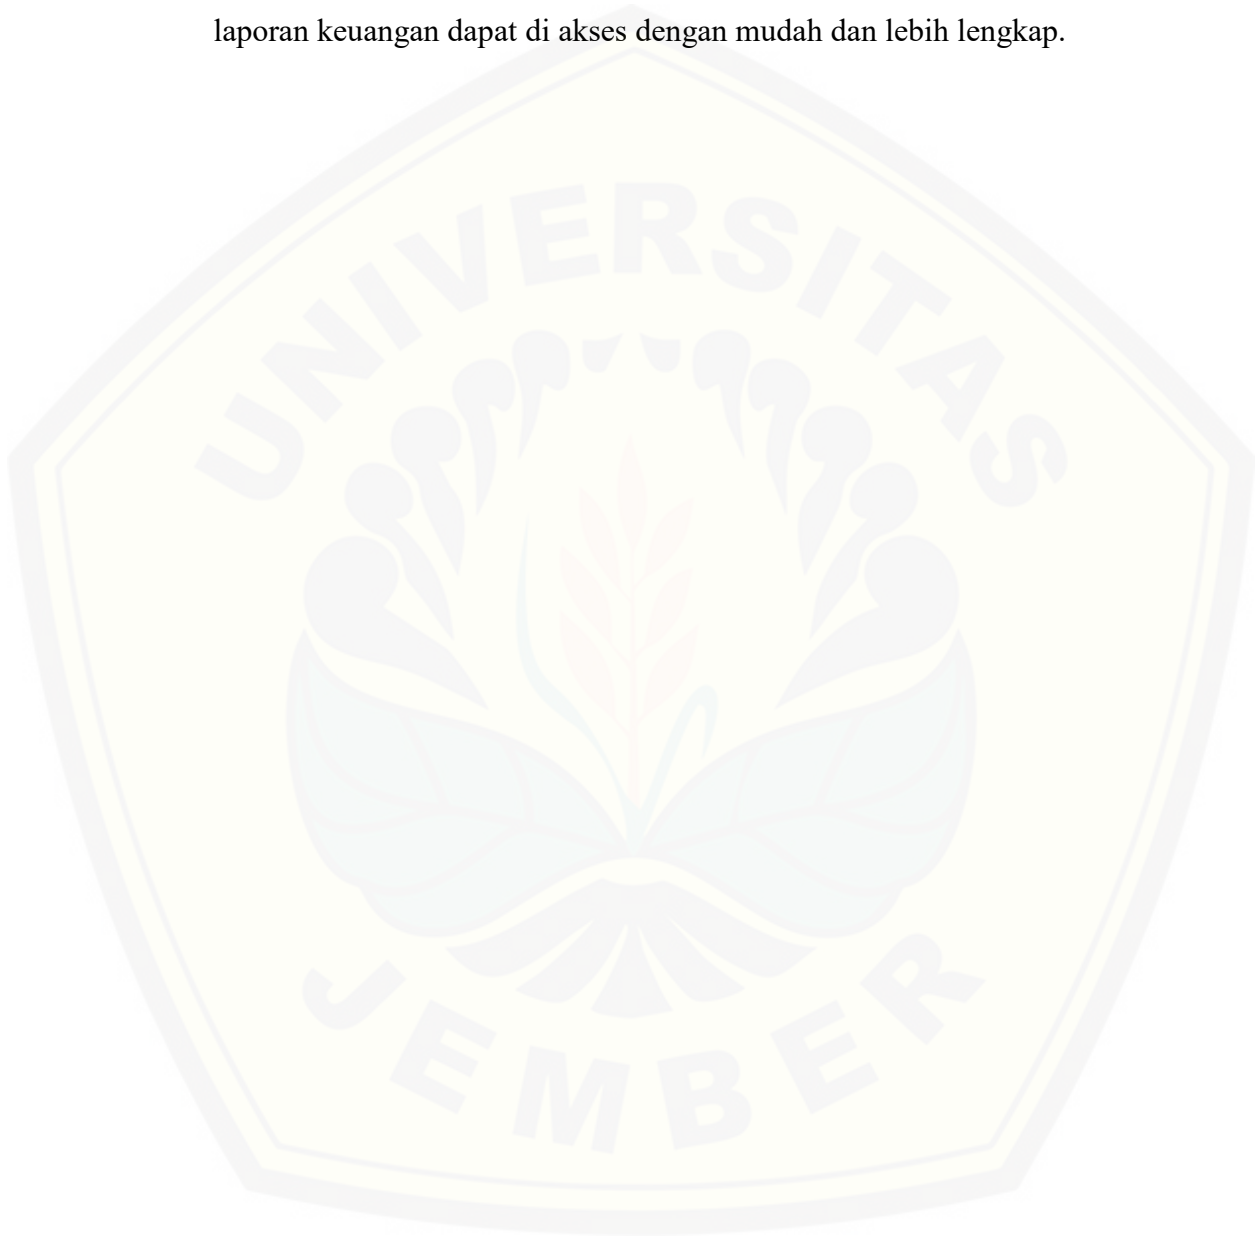 laporan keuangan dapat di akses dengan mudah dan lebih lengkap.
UNIVERSITAS
JEMBER